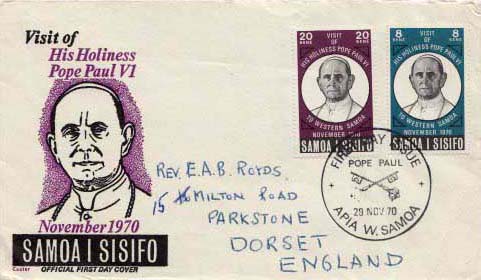 Visit of
His Holiness
Pope Paul VI
November 1970
SAMOA I SISIFO
OFFICIAL FIRST DAY COVER
20 SENE
20 SENE
VISIT
OF
HIS HOLINESS POPE PAUL VI
TO WESTERN SAMOA
NOVEMBER 1970
SAMOA I SISIFO
8 SENE
8 SENE
VISIT
OF
HIS HOLINESS POPE PAUL VI
TO WESTERN SAMOA
NOVEMBER 1970
SAMOA I SISIFO
FIRST DAY ISSUE
POPE PAUL
29 NOV 70
APIA W. SAMOA
REV. E.A.B. ROYDS.
15 MILTON ROAD
PARKSTONE
DORSET
ENGLAND